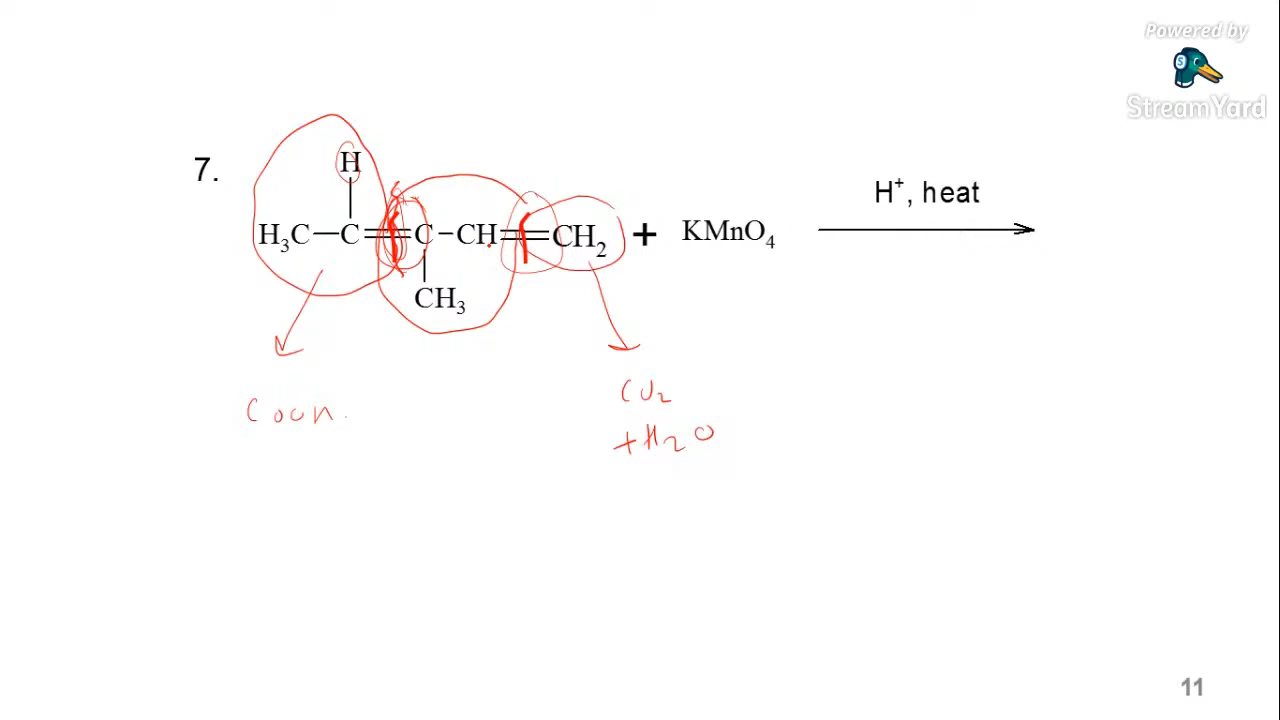 Powered by
StreamYard
7.
H
H₃C–C=C–CH=CH₂ + KMnO₄
H⁺, heat
CH₃
COOH.
CO₂
+H₂O
11